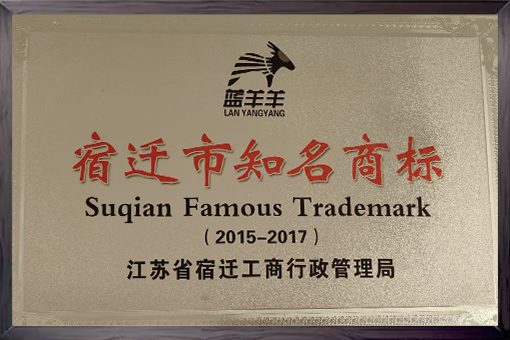 蓝羊羊
LAN YANGYANG
宿迁市知名商标
Suqian Famous Trademark
（2015-2017）
江苏省宿迁工商行政管理局